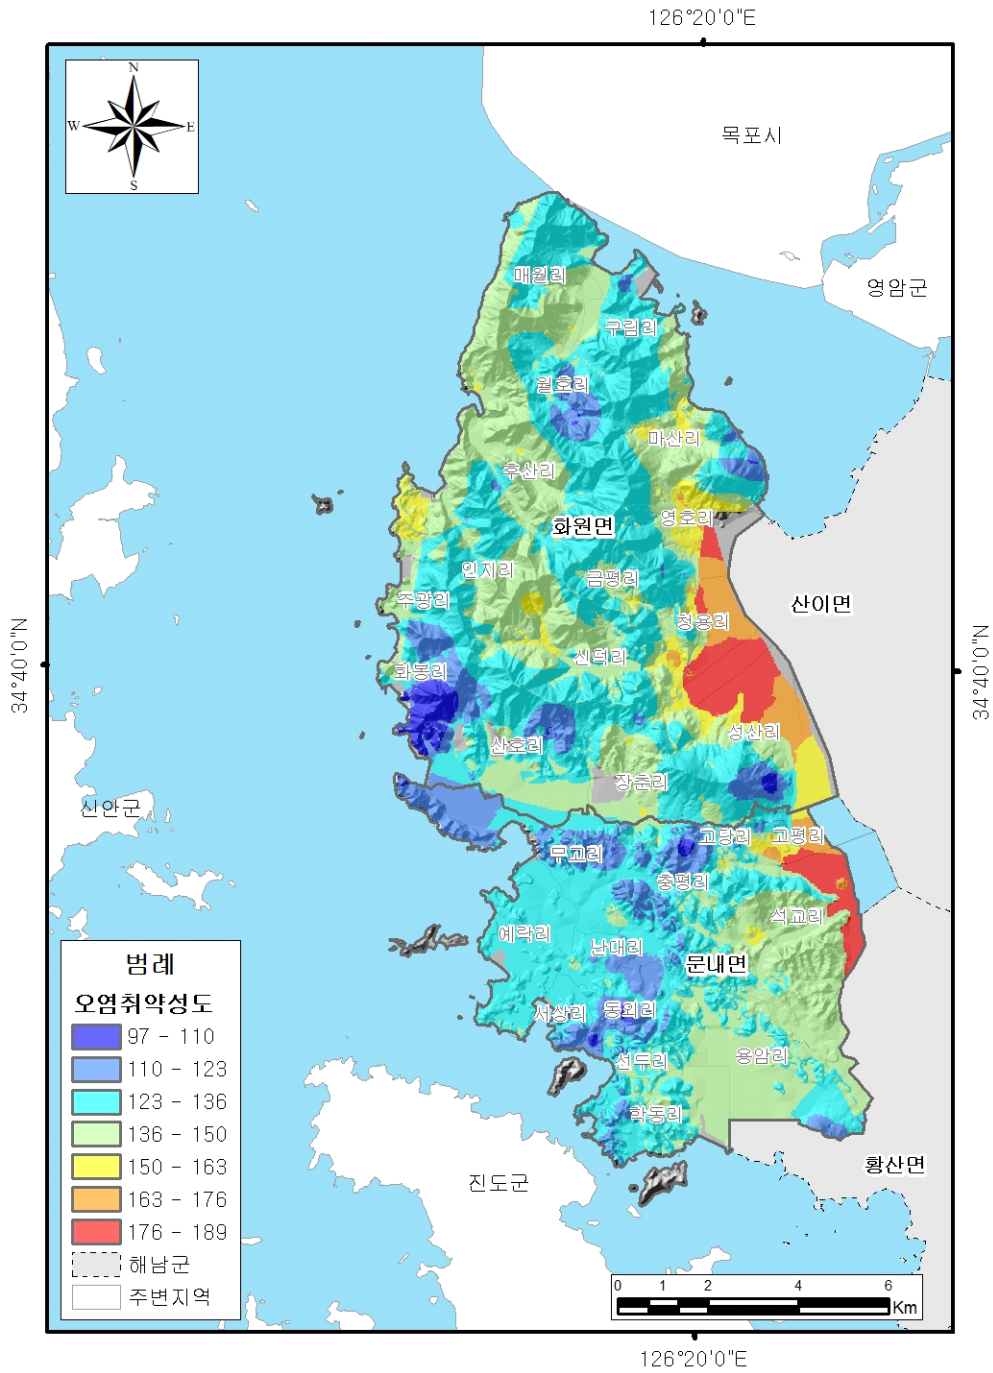 126°20'0"E
N
W
E
S
목포시
영암군
매월리
구림리
월호리
마산리
후산리
영호리
화원면
인지리
금평리
주광리
산이면
청용리
신덕리
화봉리
34°40'0"N
34°40'0"N
성산리
산호리
장춘리
신안군
고당리
고평리
무고리
충평리
석교리
예락리
난대리
문내면
서상리
동외리
선두리
용암리
학동리
황산면
진도군
범례
오염취약성도
97 - 110
110 - 123
123 - 136
136 - 150
150 - 163
163 - 176
176 - 189
해남군
주변지역
0 1 2 4 6
Km
126°20'0"E